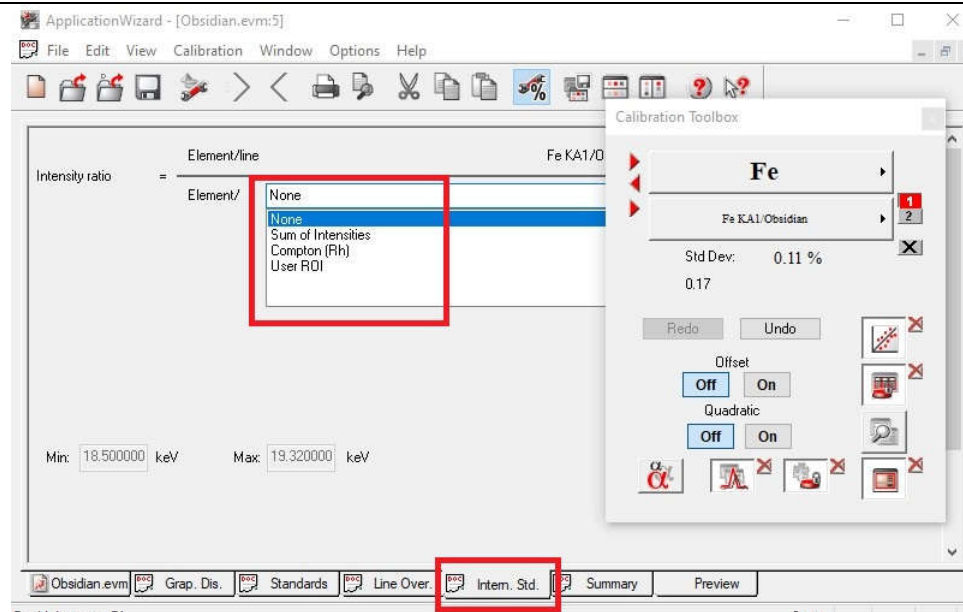 ApplicationWizard - [Obsidian.evm:5]
File Edit View Calibration Window Options Help
Calibration Toolbox
Element/line
Fe KA1/O
Intensity ratio =
Element/
None
None
Sum of Intensities
Compton (Rh)
User ROI
Fe
Fe KA1/Obsidian
1
2
X
Std Dev: 0.11 %
0.17
Redo Undo
Offset
Off On
Quadratic
Off On
α
Min: 18.500000 keV Max: 19.320000 keV
Obsidian.evm Grap. Dis. Standards Line Over. Intern. Std. Summary Preview